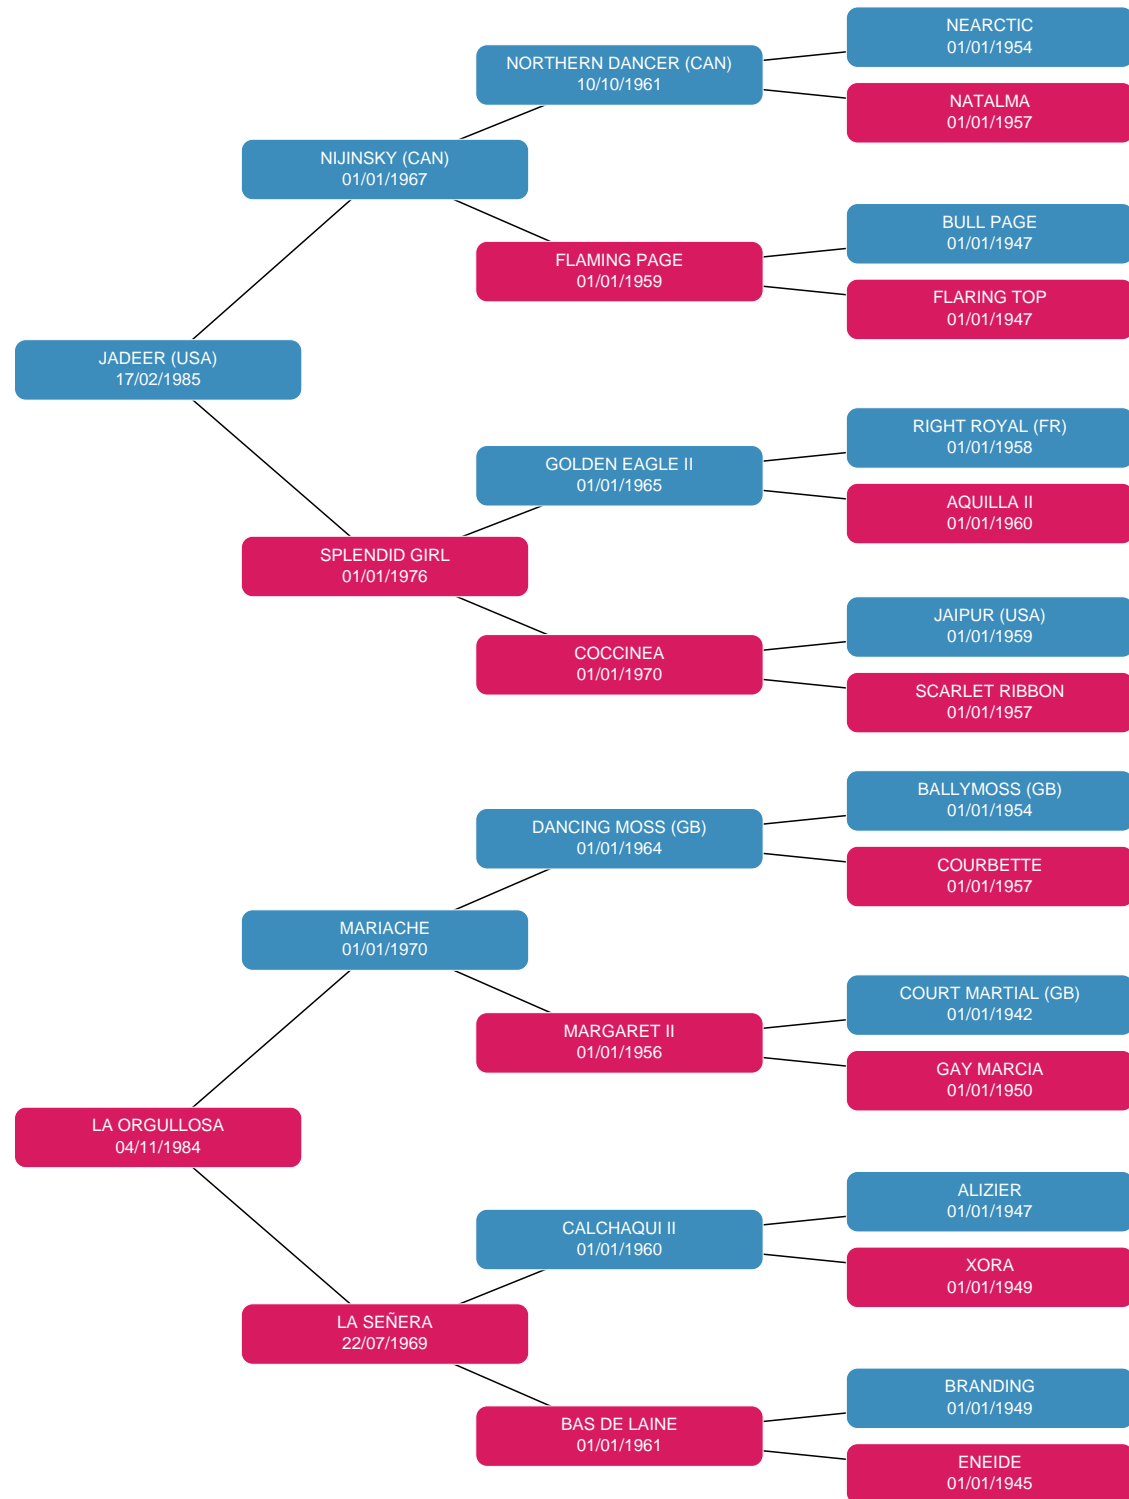 NEARCTIC
01/01/1954
NORTHERN DANCER (CAN)
10/10/1961
NATALMA
01/01/1957
NIJINSKY (CAN)
01/01/1967
BULL PAGE
01/01/1947
FLAMING PAGE
01/01/1959
FLARING TOP
01/01/1947
JADEER (USA)
17/02/1985
RIGHT ROYAL (FR)
01/01/1958
GOLDEN EAGLE II
01/01/1965
AQUILLA II
01/01/1960
SPLENDID GIRL
01/01/1976
JAIPUR (USA)
01/01/1959
COCCINEA
01/01/1970
SCARLET RIBBON
01/01/1957
BALLYMOSS (GB)
01/01/1954
DANCING MOSS (GB)
01/01/1964
COURBETTE
01/01/1957
MARIACHE
01/01/1970
COURT MARTIAL (GB)
01/01/1942
MARGARET II
01/01/1956
GAY MARCIA
01/01/1950
LA ORGULLOSA
04/11/1984
ALIZIER
01/01/1947
CALCHAQUI II
01/01/1960
XORA
01/01/1949
LA SEÑERA
22/07/1969
BRANDING
01/01/1949
BAS DE LAINE
01/01/1961
ENEIDE
01/01/1945